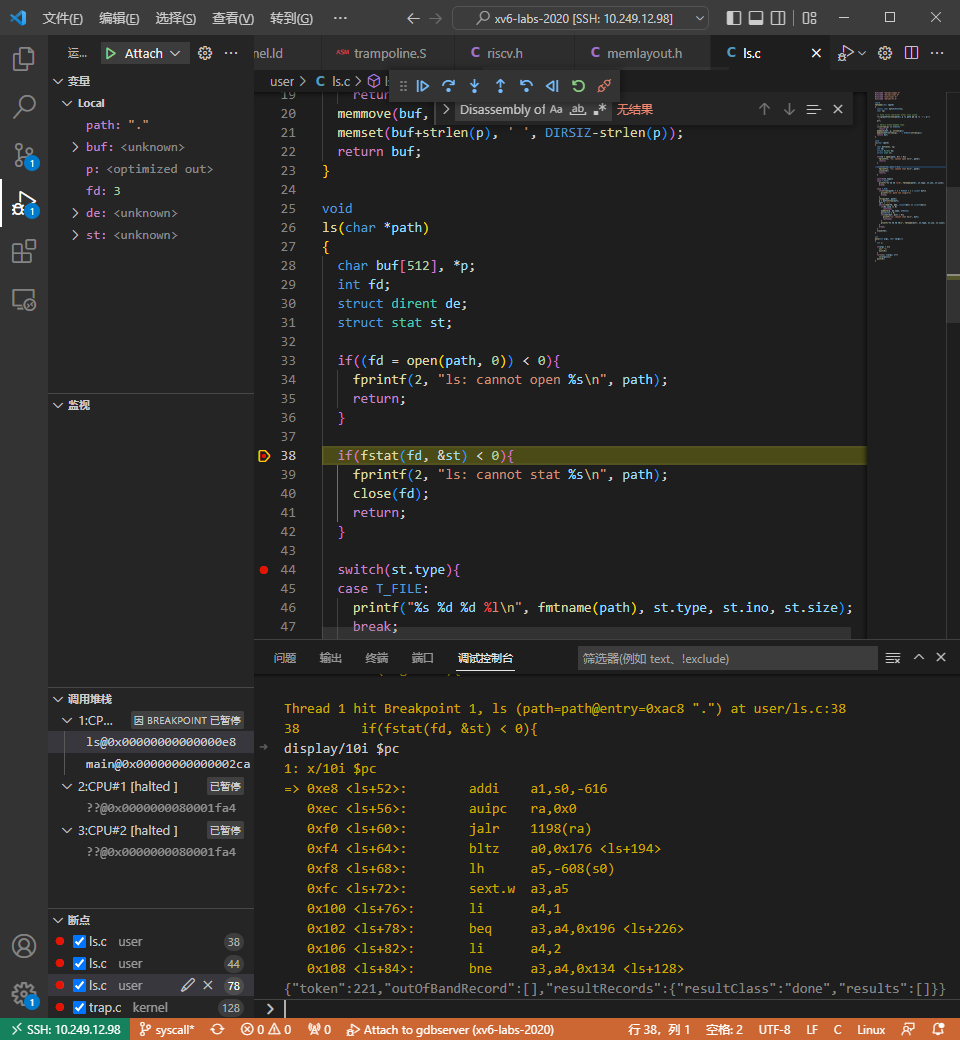 文件(F) 编辑(E) 选择(S) 查看(V) 转到(G) ··· xv6-labs-2020 [SSH: 10.249.12.98]
运... Attach ··· nel.ld ASM trampoline.S C riscv.h C memlayout.h C ls.c
user > C ls.c >
Disassembly of Aa ab 无结果
变量
Local
path: "."
buf: <unknown>
p: <optimized out>
fd: 3
de: <unknown>
st: <unknown>
监视
调用堆栈
1:CP... 因 BREAKPOINT 已暂停
ls@0x00000000000000e8
main@0x00000000000002ca
2:CPU#1 [halted ] 已暂停
??@0x0000000080001fa4
3:CPU#2 [halted ] 已暂停
??@0x0000000080001fa4
断点
ls.c user 38
ls.c user 44
ls.c user 78
trap.c kernel 128
19 retur
20 memmove(buf,
21 memset(buf+strlen(p), ' ', DIRSIZ-strlen(p));
22 return buf;
23 }
24
25 void
26 ls(char *path)
27 {
28 char buf[512], *p;
29 int fd;
30 struct dirent de;
31 struct stat st;
32
33 if((fd = open(path, 0)) < 0){
34 fprintf(2, "ls: cannot open %s\n", path);
35 return;
36 }
37
38 if(fstat(fd, &st) < 0){
39 fprintf(2, "ls: cannot stat %s\n", path);
40 close(fd);
41 return;
42 }
43
44 switch(st.type){
45 case T_FILE:
46 printf("%s %d %d %l\n", fmtname(path), st.type, st.ino, st.size);
47 break;
问题 输出 终端 端口 调试控制台 筛选器(例如 text、!exclude)
Thread 1 hit Breakpoint 1, ls (path=path@entry=0xac8 ".") at user/ls.c:38
38 if(fstat(fd, &st) < 0){
display/10i $pc
1: x/10i $pc
=> 0xe8 <ls+52>: addi a1,s0,-616
0xec <ls+56>: auipc ra,0x0
0xf0 <ls+60>: jalr 1198(ra)
0xf4 <ls+64>: bltz a0,0x176 <ls+194>
0xf8 <ls+68>: lh a5,-608(s0)
0xfc <ls+72>: sext.w a3,a5
0x100 <ls+76>: li a4,1
0x102 <ls+78>: beq a3,a4,0x196 <ls+226>
0x106 <ls+82>: li a4,2
0x108 <ls+84>: bne a3,a4,0x134 <ls+128>
{"token":221,"outOfBandRecord":[],"resultRecords":{"resultClass":"done","results":[]}}
1
1
1
SSH: 10.249.12.98 syscall* 0 0 0 Attach to gdbserver (xv6-labs-2020) 行 38，列 1 空格: 2 UTF-8 LF C Linux